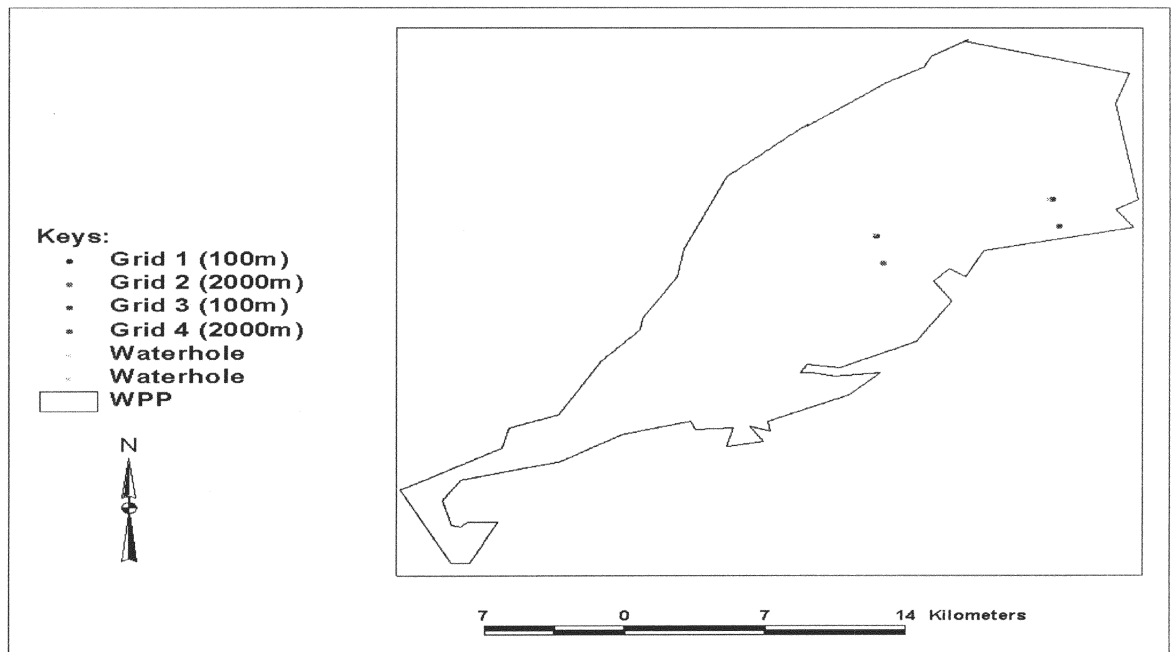 Keys:
Grid 1 (100m)
Grid 2 (2000m)
Grid 3 (100m)
Grid 4 (2000m)
Waterhole
Waterhole
WPP
N
7 0 7 14 Kilometers